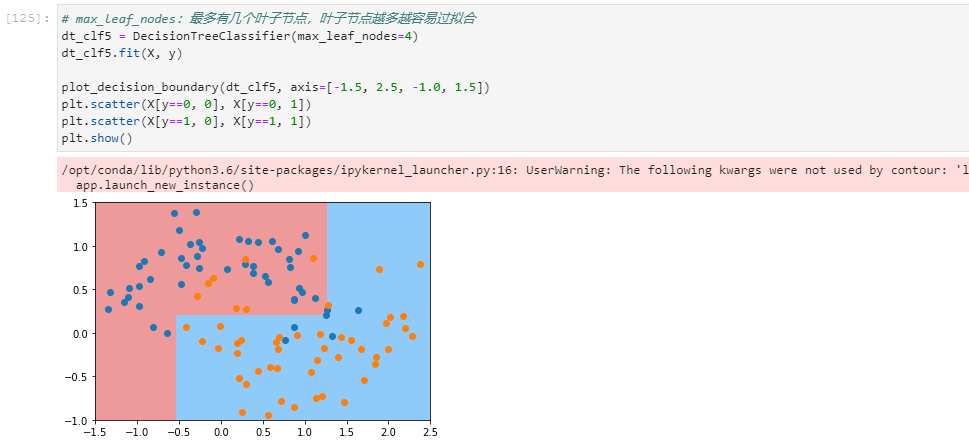 [125]:
# max_leaf_nodes: 最多有几个叶子节点，叶子节点越多越容易过拟合
dt_clf5 = DecisionTreeClassifier(max_leaf_nodes=4)
dt_clf5.fit(X, y)
plot_decision_boundary(dt_clf5, axis=[-1.5, 2.5, -1.0, 1.5])
plt.scatter(X[y==0, 0], X[y==0, 1])
plt.scatter(X[y==1, 0], X[y==1, 1])
plt.show()
/opt/conda/lib/python3.6/site-packages/ipykernel_launcher.py:16: UserWarning: The following kwargs were not used by contour: 'l
app.launch_new_instance()
1.5
1.0
0.5
0.0
−0.5
−1.0
−1.5 −1.0 −0.5 0.0 0.5 1.0 1.5 2.0 2.5